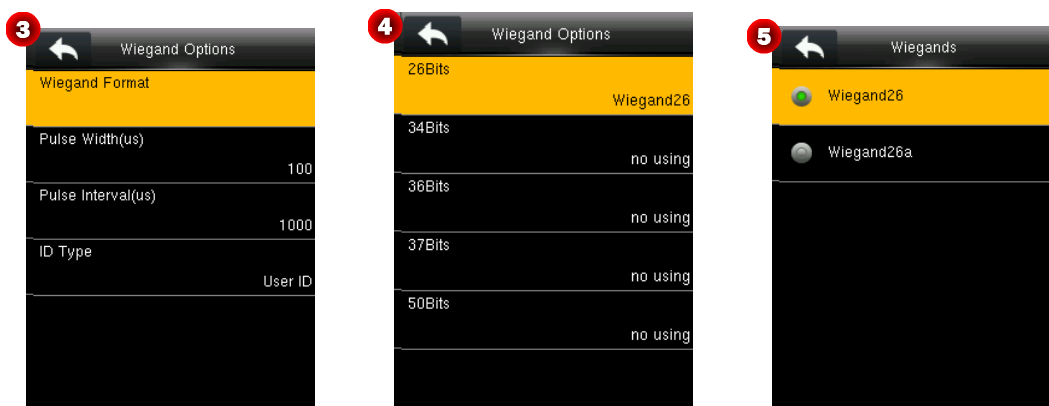 3
Wiegand Options
Wiegand Format
Pulse Width(us)
100
Pulse Interval(us)
1000
ID Type
User ID
4
Wiegand Options
26Bits
Wiegand26
34Bits
no using
36Bits
no using
37Bits
no using
50Bits
no using
5
Wiegands
Wiegand26
Wiegand26a